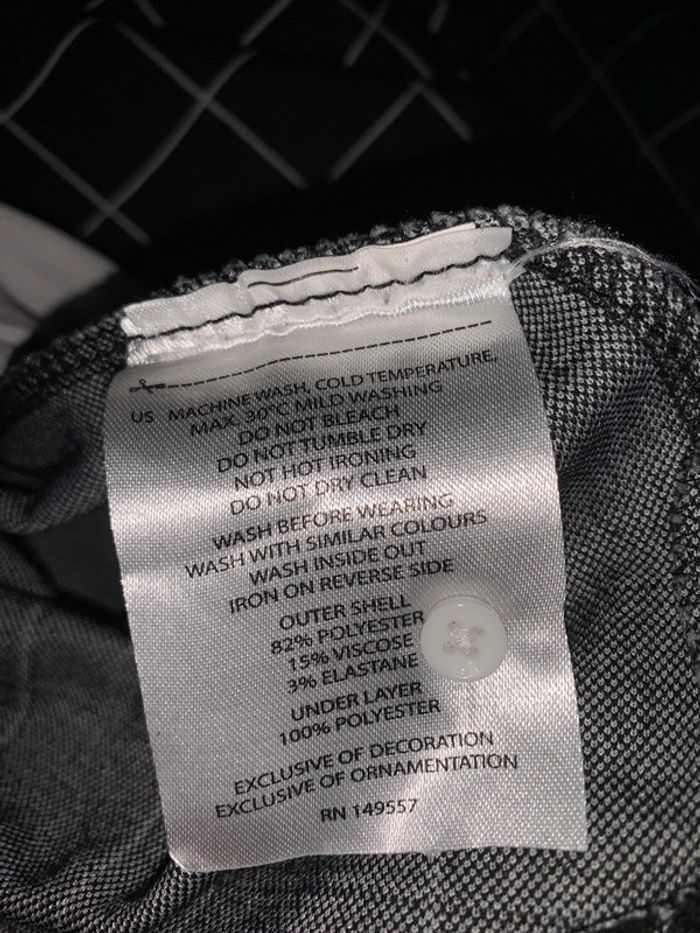 US MACHINE WASH, COLD TEMPERATURE,
MAX. 30°C MILD WASHING
DO NOT BLEACH
DO NOT TUMBLE DRY
NOT HOT IRONING
DO NOT DRY CLEAN
WASH BEFORE WEARING
WASH WITH SIMILAR COLOURS
WASH INSIDE OUT
IRON ON REVERSE SIDE
OUTER SHELL
82% POLYESTER
15% VISCOSE
3% ELASTANE
UNDER LAYER
100% POLYESTER
EXCLUSIVE OF DECORATION
EXCLUSIVE OF ORNAMENTATION
RN 149557